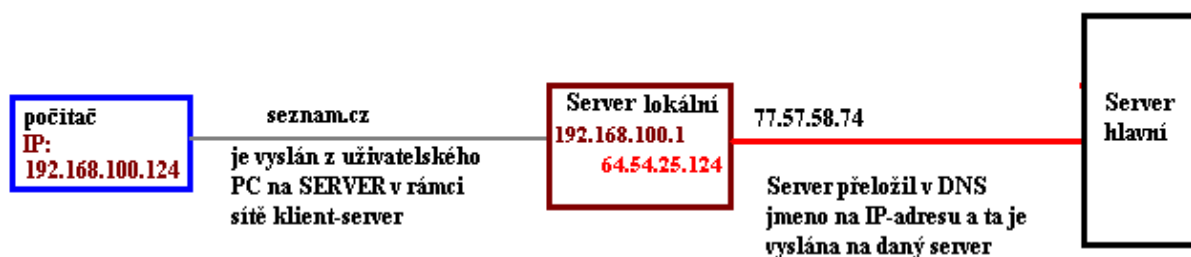 počitač
IP:
192.168.100.124
seznam.cz
je vyslán z uživatelského
PC na SERVER v rámci
sítě klient-server
Server lokální
192.168.100.1
64.54.25.124
77.57.58.74
Server přeložil v DNS
jmeno na IP-adresu a ta je
vyslána na daný server
Server
hlavní